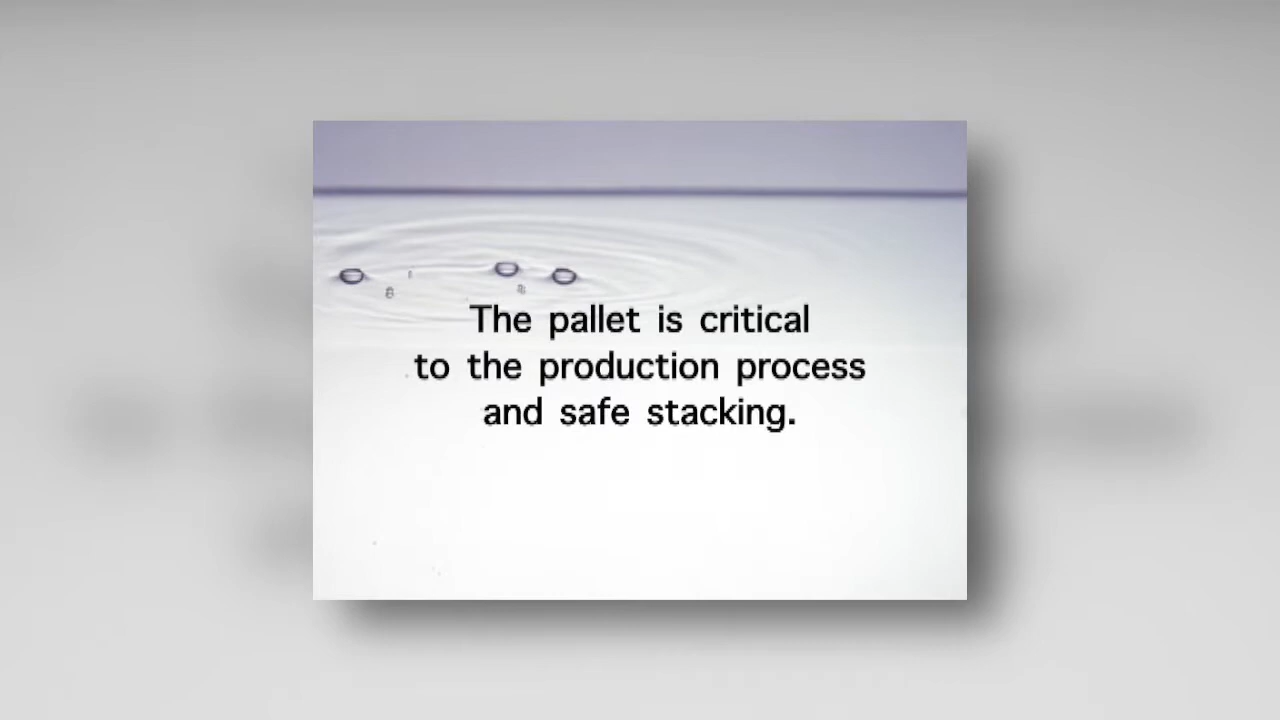 The pallet is critical
to the production process
and safe stacking.